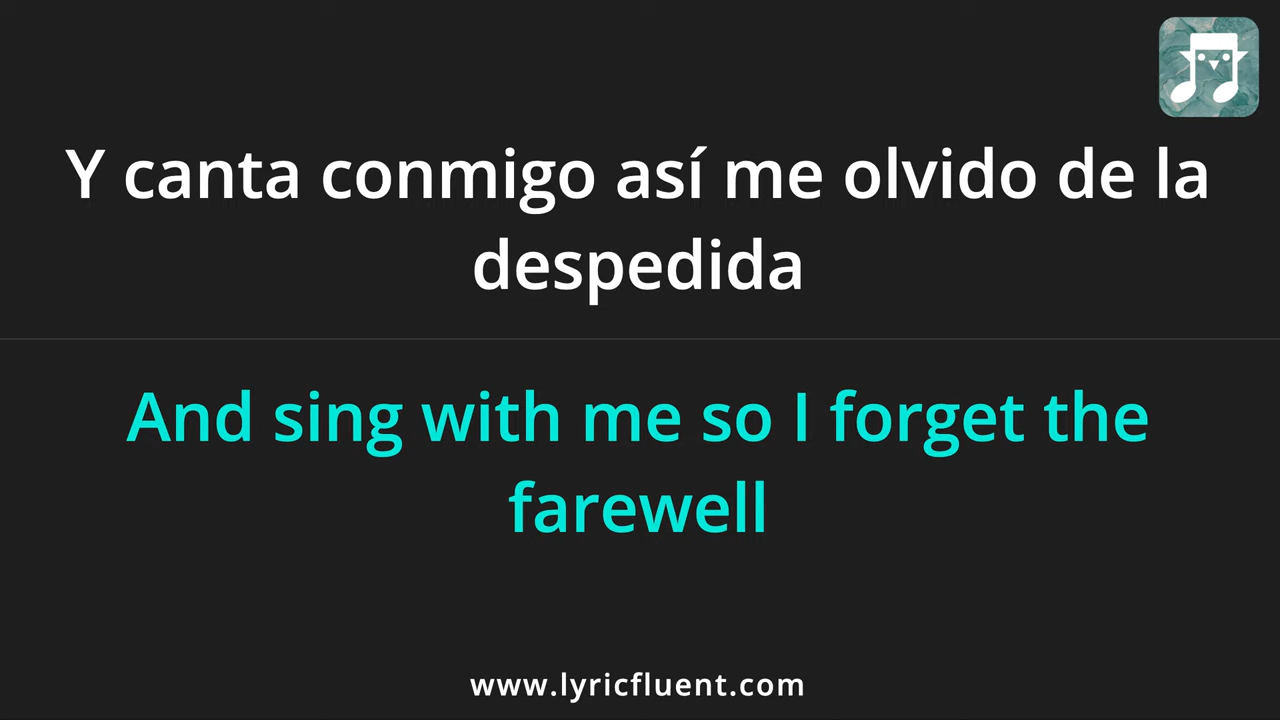 Y canta conmigo así me olvido de la
despedida
And sing with me so I forget the
farewell
www.lyricfluent.com